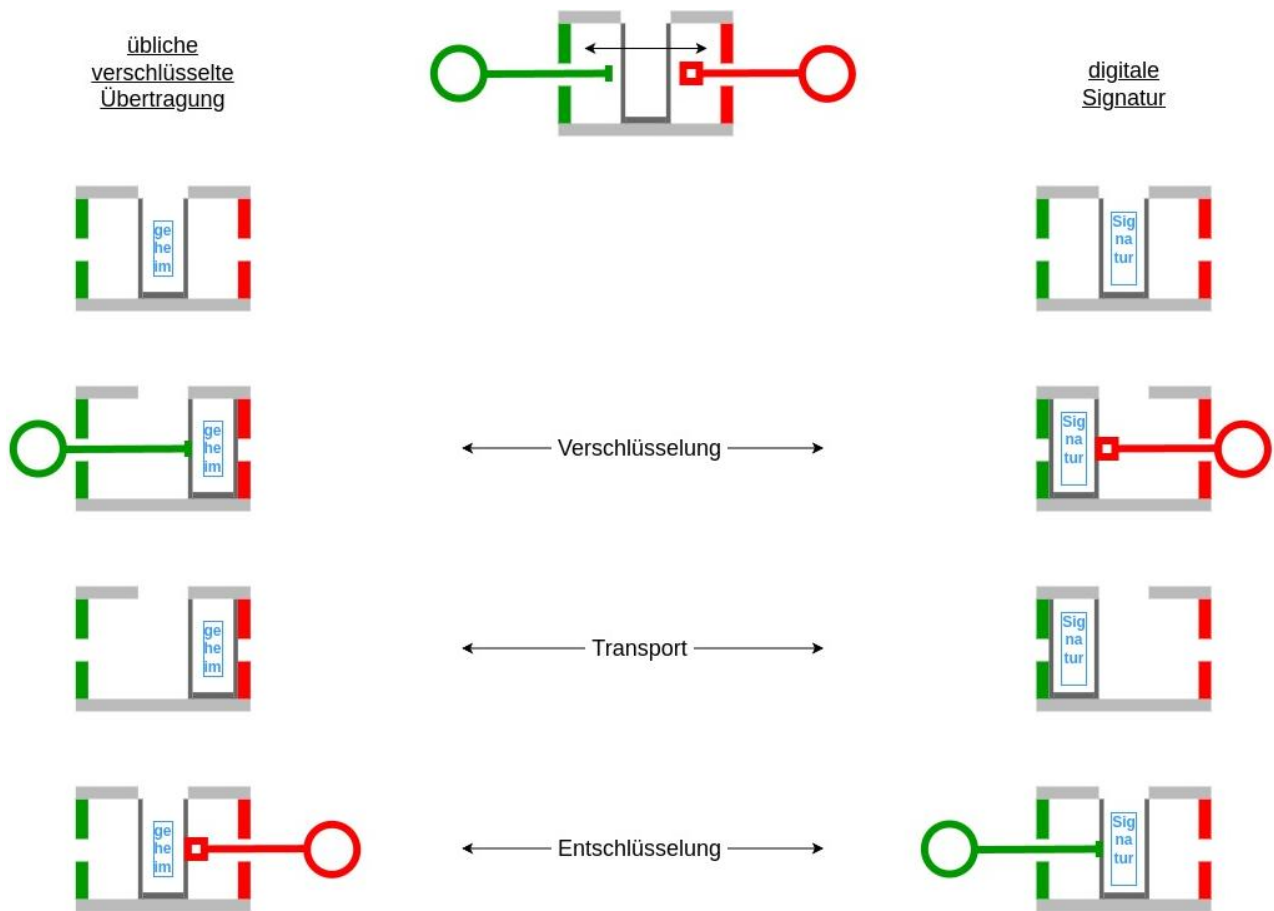 übliche
verschlüsselte
Übertragung
digitale
Signatur
ge
he
im
Sig
na
tur
ge
he
im
Verschlüsselung
Sig
na
tur
ge
he
im
Transport
Sig
na
tur
ge
he
im
Entschlüsselung
Sig
na
tur